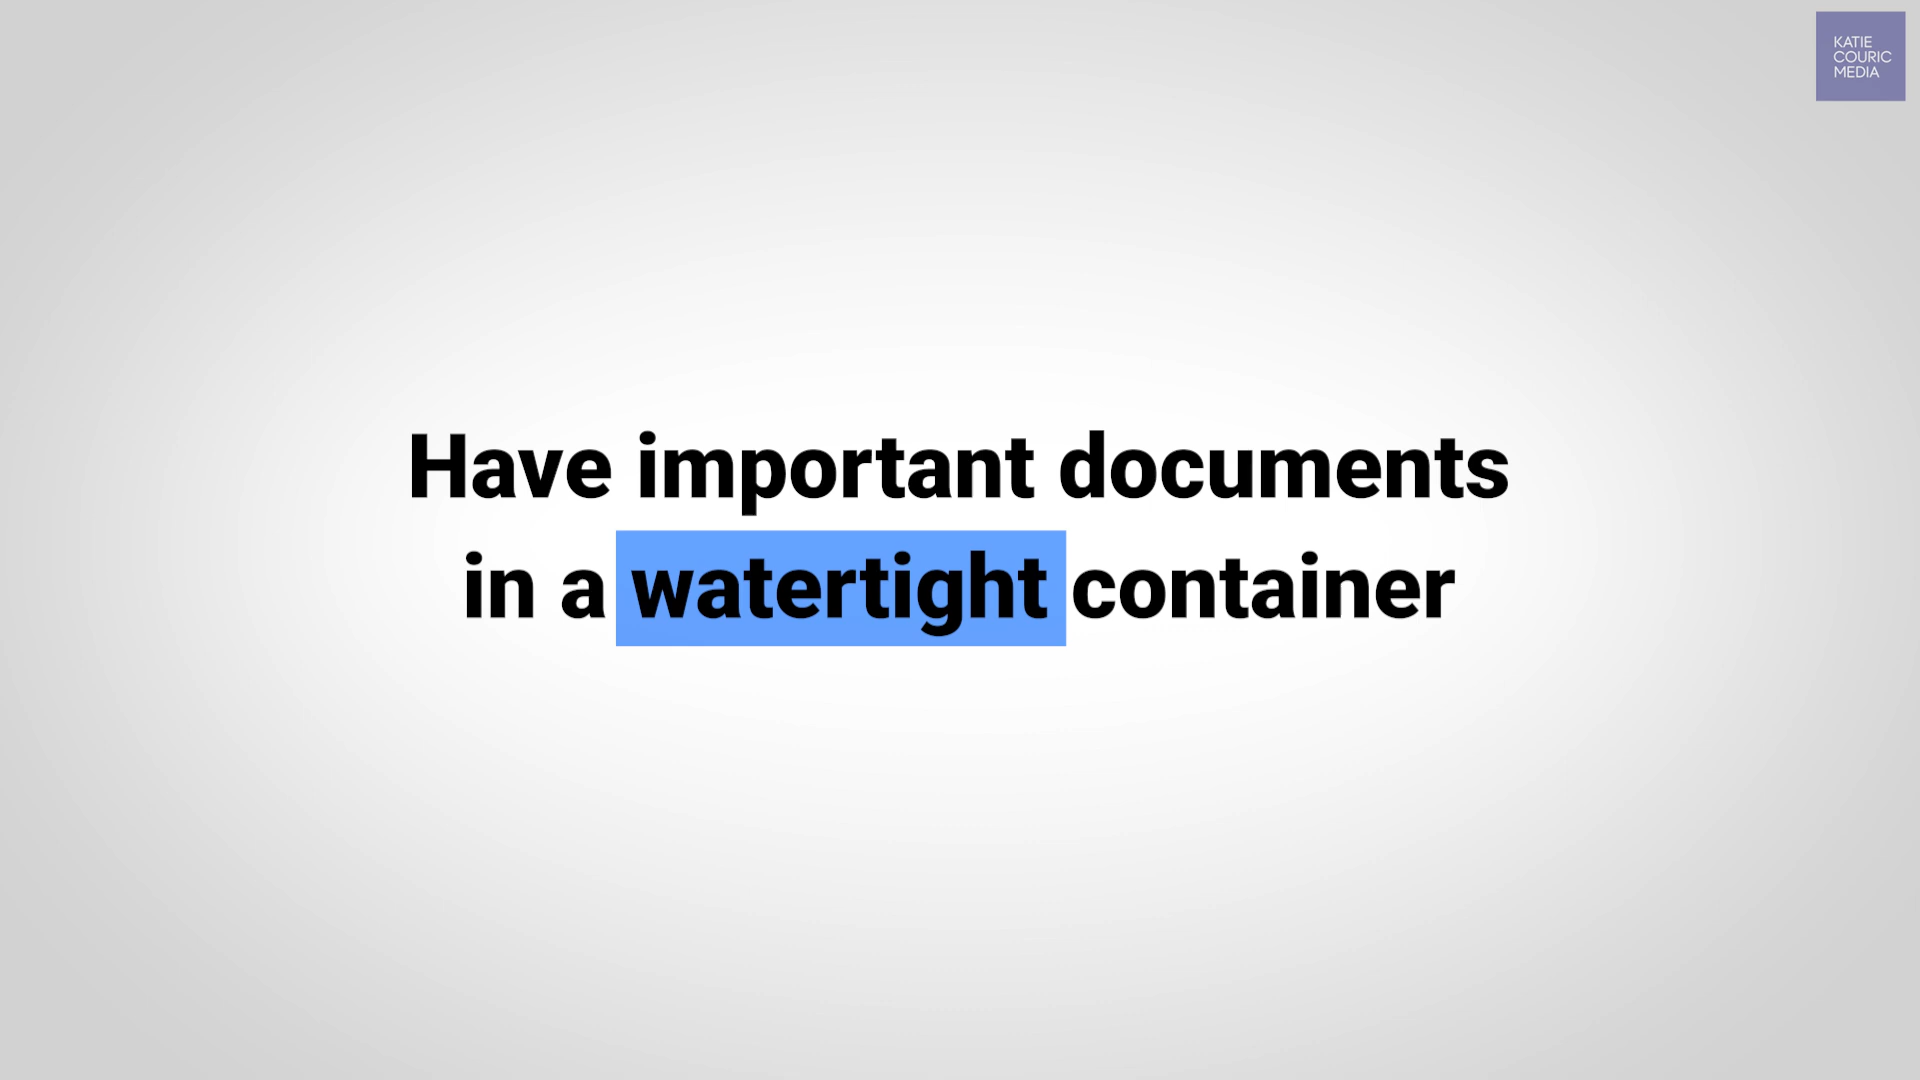 KATIE
COURIC
MEDIA
Have important documents
in a watertight container